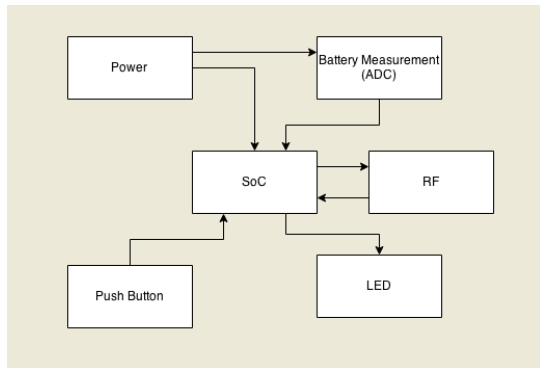 Power
Battery Measurement
(ADC)
SoC
RF
Push Button
LED